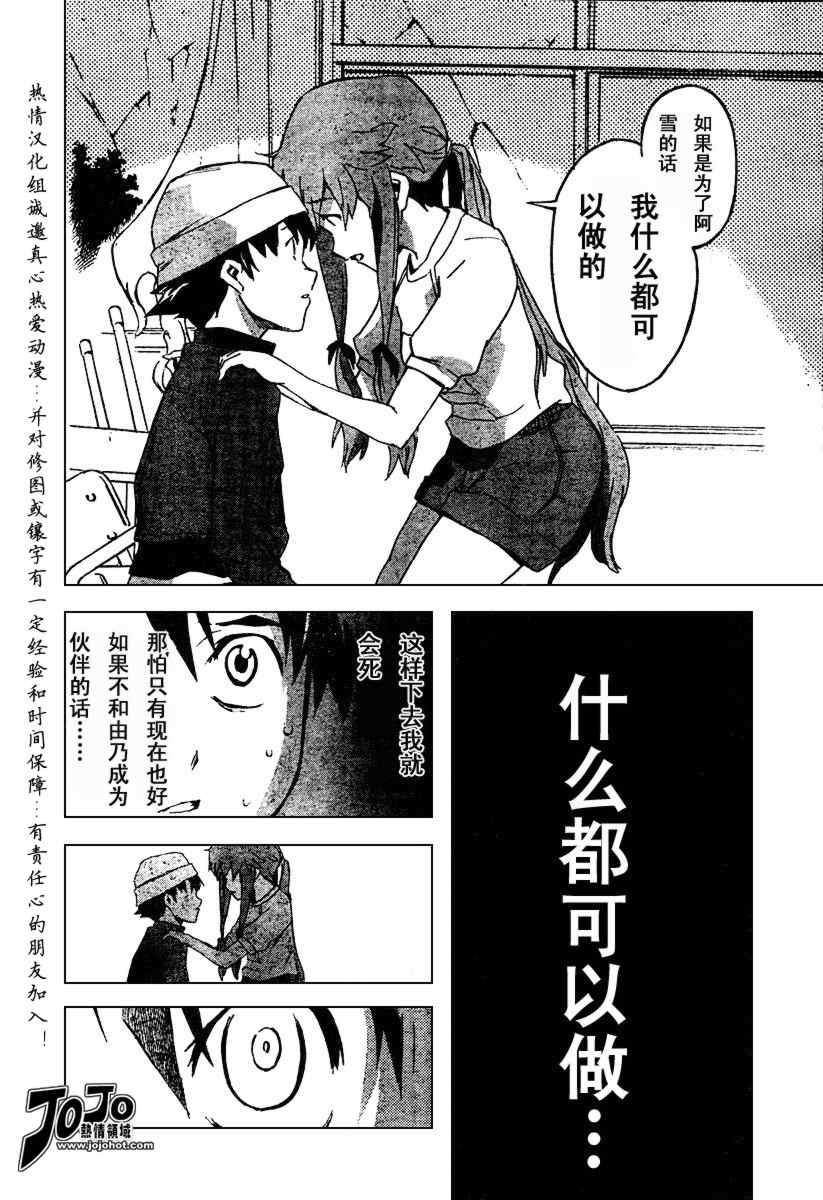 如果是为了阿
雪的话
我什么都可
以做的
什么都可以做…
这样下去我就
会死
那怕只有现在也好
如果不和由乃成为
伙伴的话……
热情汉化组诚邀真心热爱动漫…并对修图或镶字有一定经验和时间保障…有责任心的朋友加入！
JOJO
熱情領域
www.jojohot.com